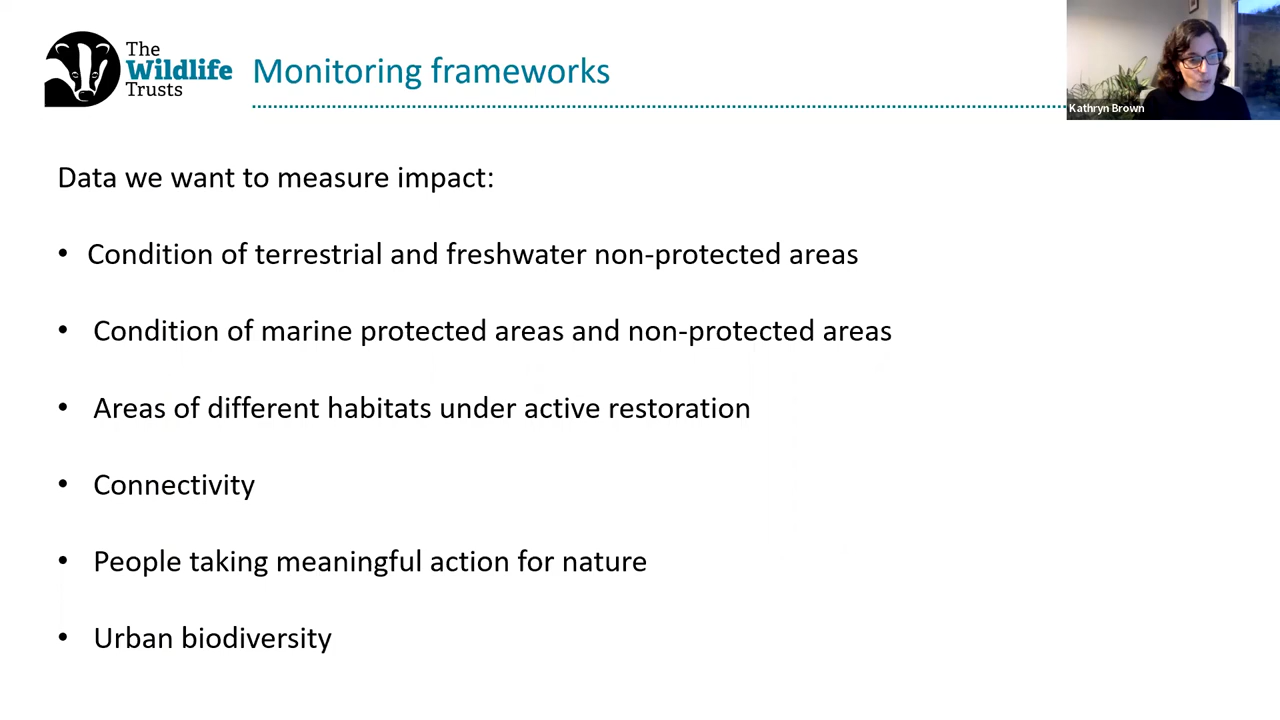 The
Wildlife
Trusts
Monitoring frameworks
Kathryn Brown
Data we want to measure impact:
• Condition of terrestrial and freshwater non-protected areas
• Condition of marine protected areas and non-protected areas
• Areas of different habitats under active restoration
• Connectivity
• People taking meaningful action for nature
• Urban biodiversity